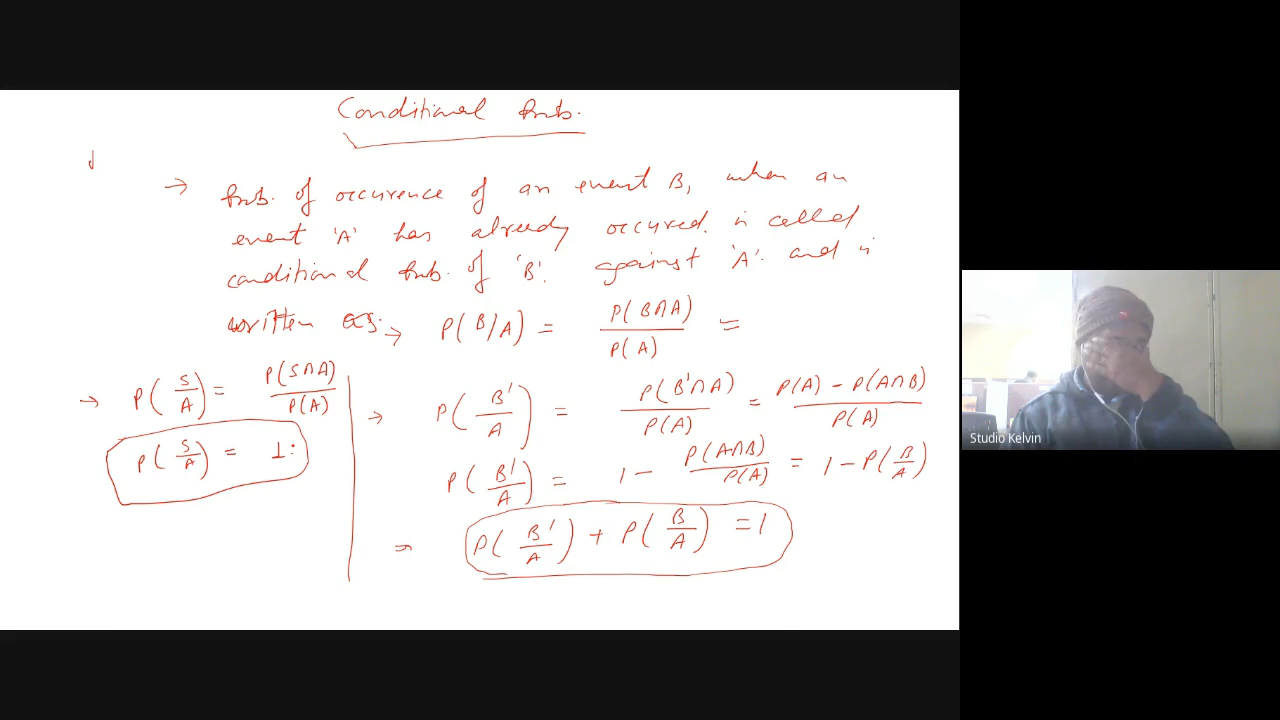 Conditional Prob.
→ Prob. of occurence of an event B, when an
event 'A' has already occured. is called
conditional Prob. of 'B'. against 'A'. and is
written as. → P(B/A) = P(B∩A)/P(A) =
→ P(S/A) = P(S∩A)/P(A)
P(S/A) = 1:
→ P(B'/A) = P(B'∩A)/P(A) = P(A) - P(A∩B)/P(A)
P(B'/A) = 1 - P(A∩B)/P(A) = 1 - P(B/A)
⇒ P(B'/A) + P(B/A) = 1
Studio Kelvin